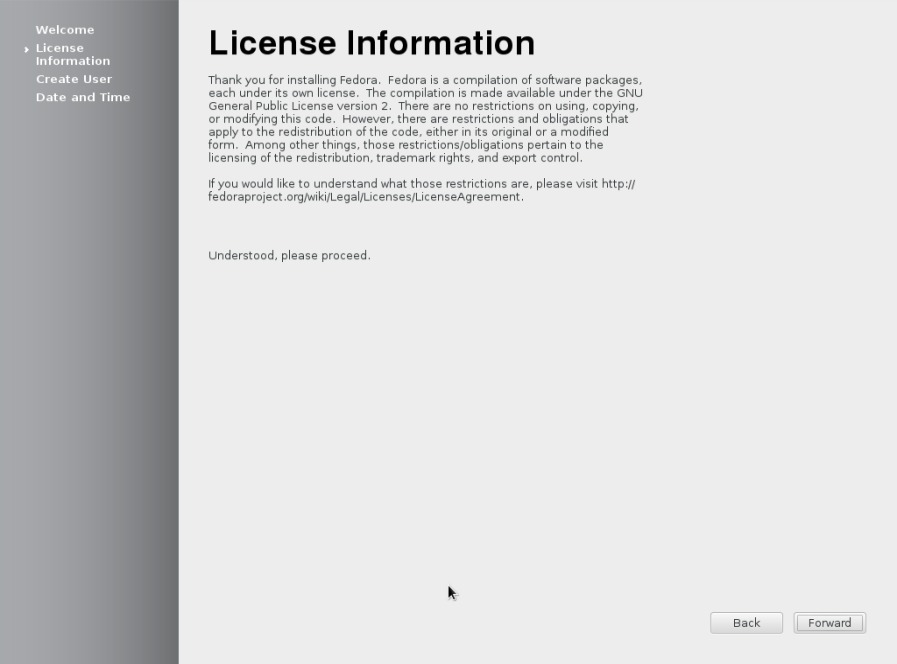 Welcome
License
Information
Create User
Date and Time
License Information
Thank you for installing Fedora.  Fedora is a compilation of software packages,
each under its own license.  The compilation is made available under the GNU
General Public License version 2.  There are no restrictions on using, copying,
or modifying this code.  However, there are restrictions and obligations that
apply to the redistribution of the code, either in its original or a modified
form.  Among other things, those restrictions/obligations pertain to the
licensing of the redistribution, trademark rights, and export control.
If you would like to understand what those restrictions are, please visit http://
fedoraproject.org/wiki/Legal/Licenses/LicenseAgreement.
Understood, please proceed.
Back
Forward